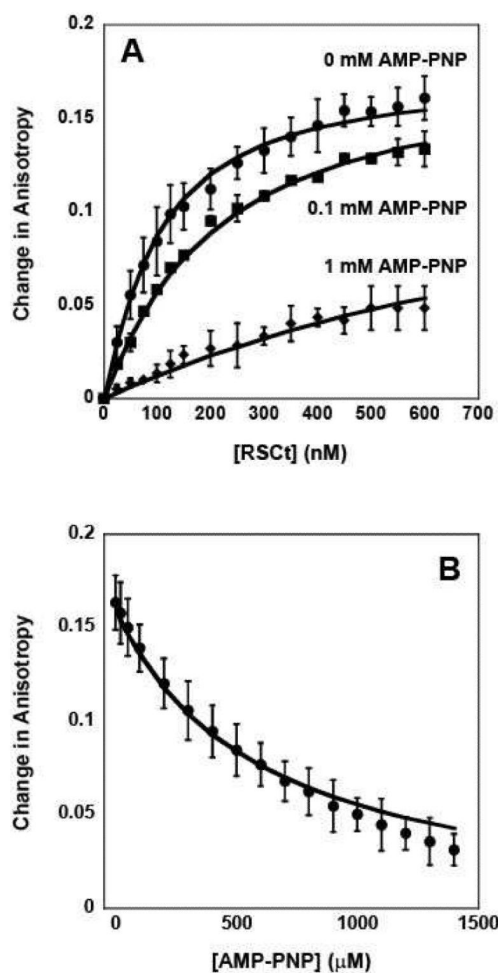 A
0.2
0.15
0.1
0.05
0
Change in Anisotropy
0 mM AMP-PNP
0.1 mM AMP-PNP
1 mM AMP-PNP
0 100 200 300 400 500 600 700
[RSCt] (nM)
B
0.2
0.15
0.1
0.05
0
Change in Anisotropy
0 500 1000 1500
[AMP-PNP] (μM)